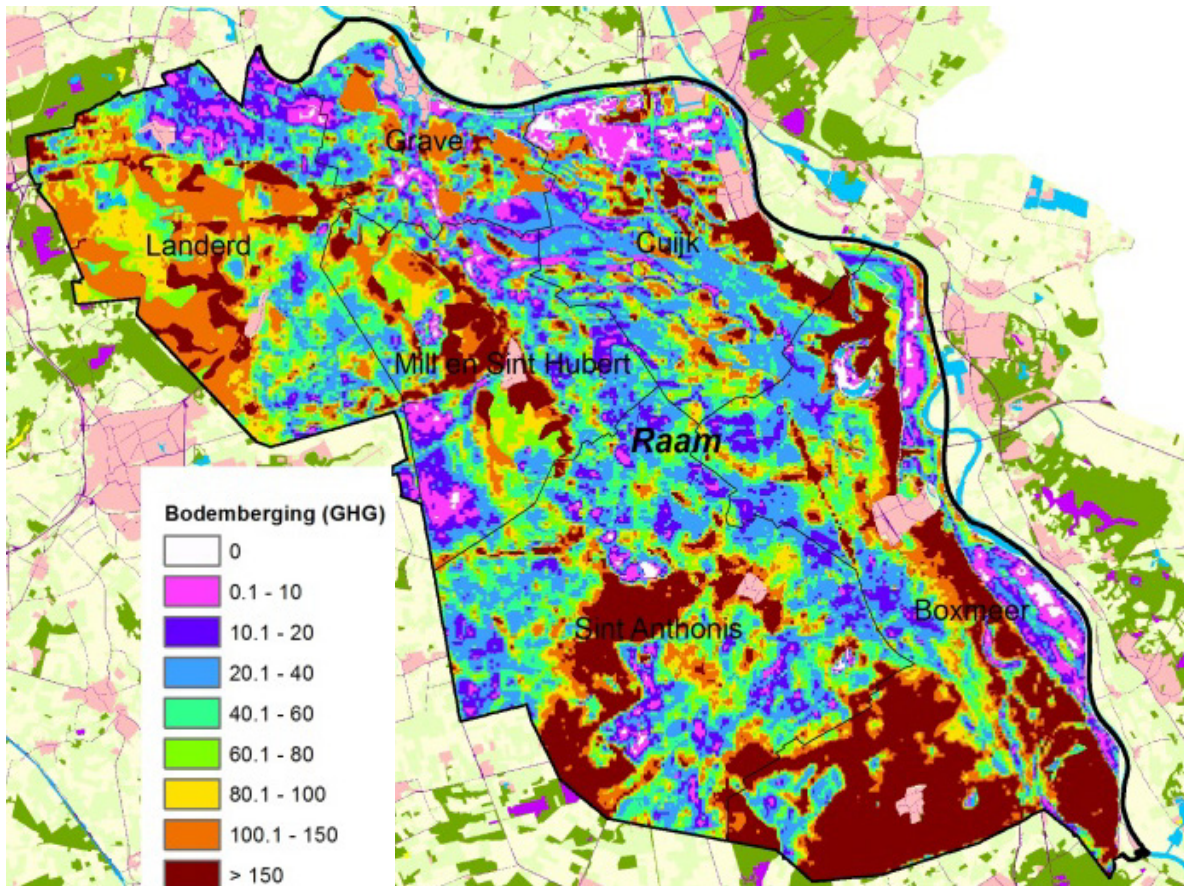 Grave
Cuijk
Landerd
Mill en Sint Hubert
Raam
Boxmeer
Sint Anthonis
Bodemberging (GHG)
0
0.1 - 10
10.1 - 20
20.1 - 40
40.1 - 60
60.1 - 80
80.1 - 100
100.1 - 150
> 150